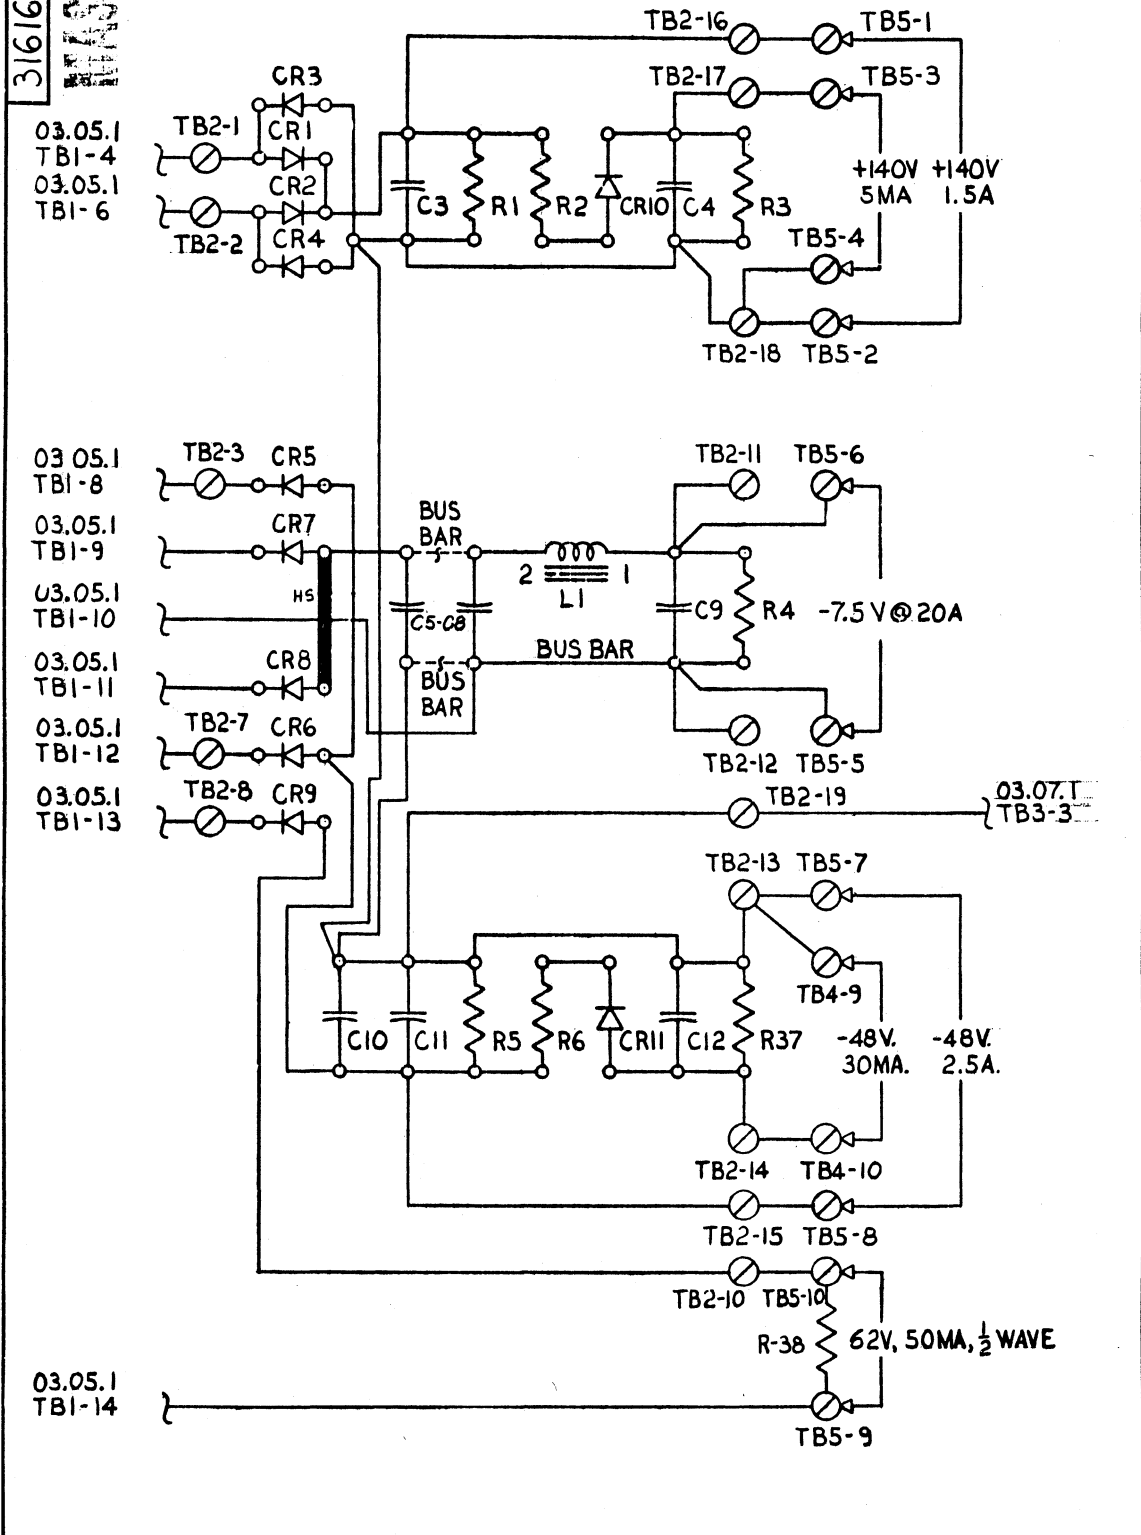 31616
TB2-16 TB5-1
TB2-17 TB5-3
CR3
03.05.1
TB1-4
TB2-1 CR1
03.05.1
TB1-6
CR2
TB2-2 CR4
C3 R1 R2 CR10 C4 R3
+140V +140V
5MA 1.5A
TB5-4
TB2-18 TB5-2
03 05.1
TB1-8
TB2-3 CR5
TB2-11 TB5-6
03.05.1
TB1-9
CR7
BUS
BAR
2 1
L1
03.05.1
TB1-10
HS
C5-C8
C9 R4 -7.5V@20A
03.05.1
TB1-11
CR8
BUS BAR
BUS
BAR
03.05.1
TB1-12
TB2-7 CR6
TB2-12 TB5-5
03.05.1
TB1-13
TB2-8 CR9
TB2-19
03.07.1
TB3-3
TB2-13 TB5-7
TB4-9
C10 C11 R5 R6 CR11 C12 R37
-48V. -48V.
30MA. 2.5A.
TB2-14 TB4-10
TB2-15 TB5-8
TB2-10 TB5-10
R-38 62V, 50MA, ½ WAVE
03.05.1
TB1-14
TB5-9